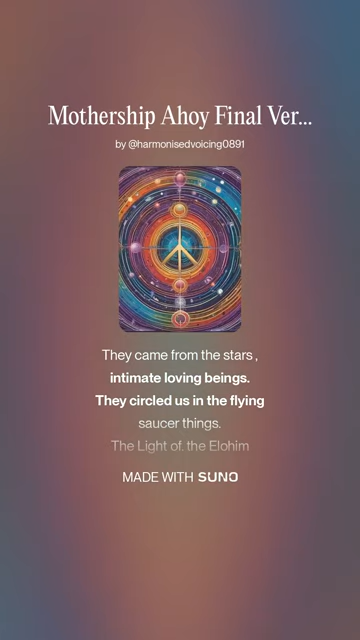 Mothership Ahoy Final Ver...
by @harmonisedvoicing0891
They came from the stars ,
intimate loving beings.
They circled us in the flying
saucer things.
The Light of. the Elohim
MADE WITH SUNO